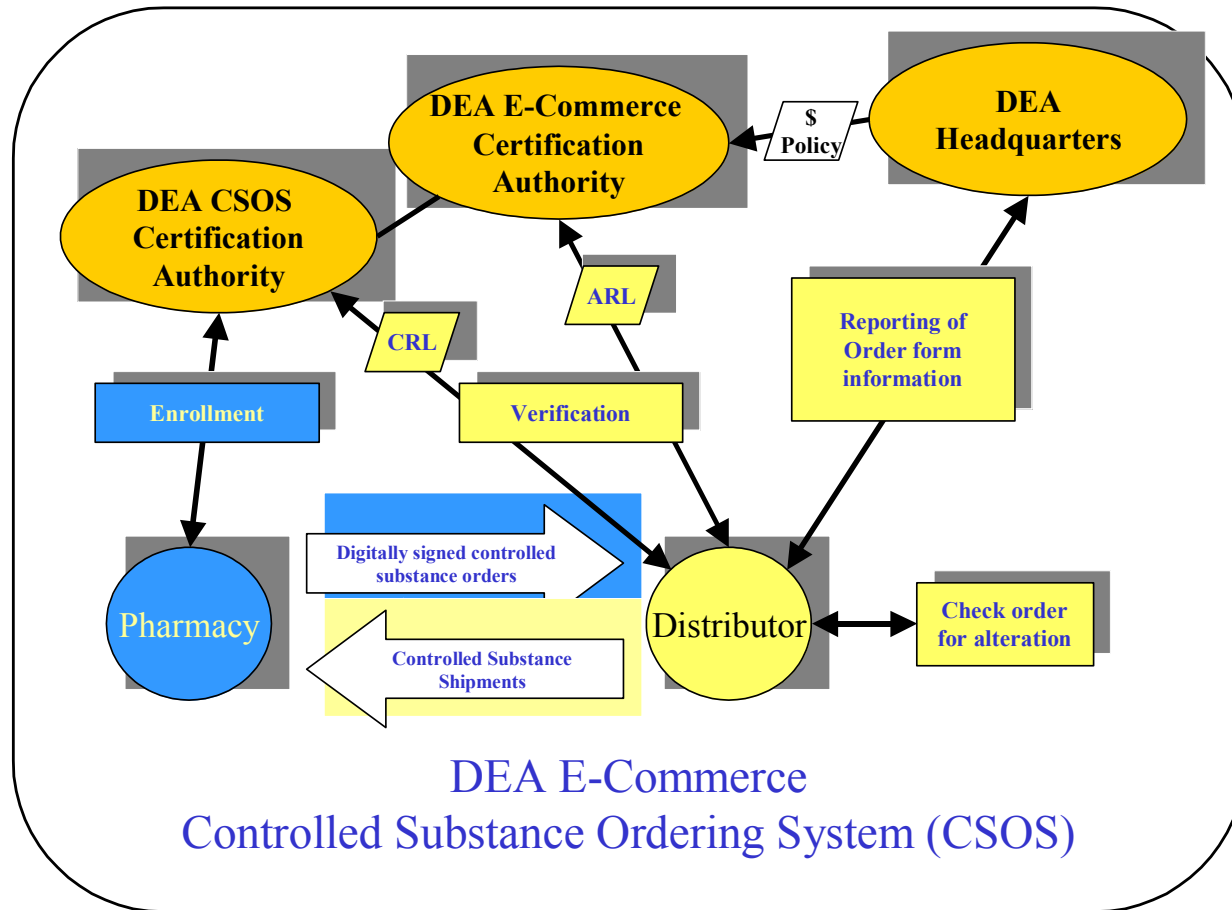 DEA E-Commerce
Certification
Authority
$
Policy
DEA
Headquarters
DEA CSOS
Certification
Authority
ARL
CRL
Reporting of
Order form
information
Enrollment
Verification
Digitally signed controlled
substance orders
Pharmacy
Distributor
Check order
for alteration
Controlled Substance
Shipments
DEA E-Commerce
Controlled Substance Ordering System (CSOS)